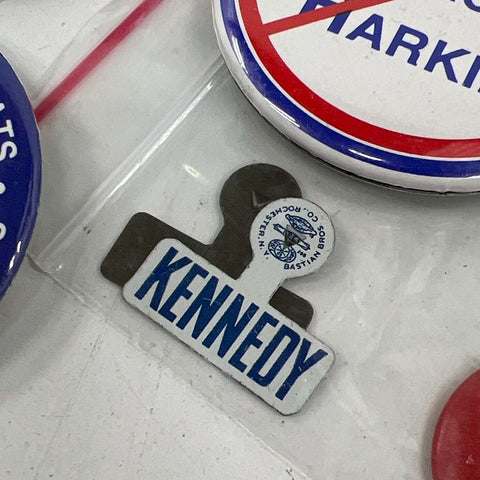 HARKIN
BASTIAN BROS. CO., ROCHESTER, N.Y.
KENNEDY